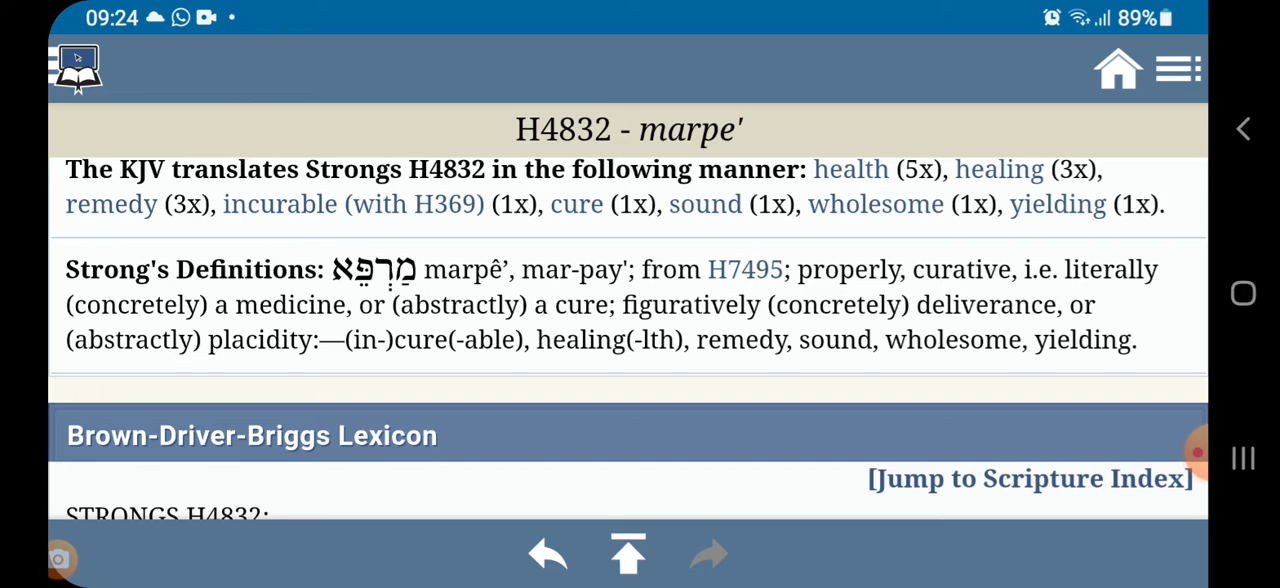 09:24
89%
H4832 - marpe'
The KJV translates Strongs H4832 in the following manner: health (5x), healing (3x),
remedy (3x), incurable (with H369) (1x), cure (1x), sound (1x), wholesome (1x), yielding (1x).
Strong's Definitions: מַרְפֵּא marpêʼ, mar-pay'; from H7495; properly, curative, i.e. literally
(concretely) a medicine, or (abstractly) a cure; figuratively (concretely) deliverance, or
(abstractly) placidity:—(in-)cure(-able), healing(-lth), remedy, sound, wholesome, yielding.
Brown-Driver-Briggs Lexicon
[Jump to Scripture Index]
STRONGS H4832: